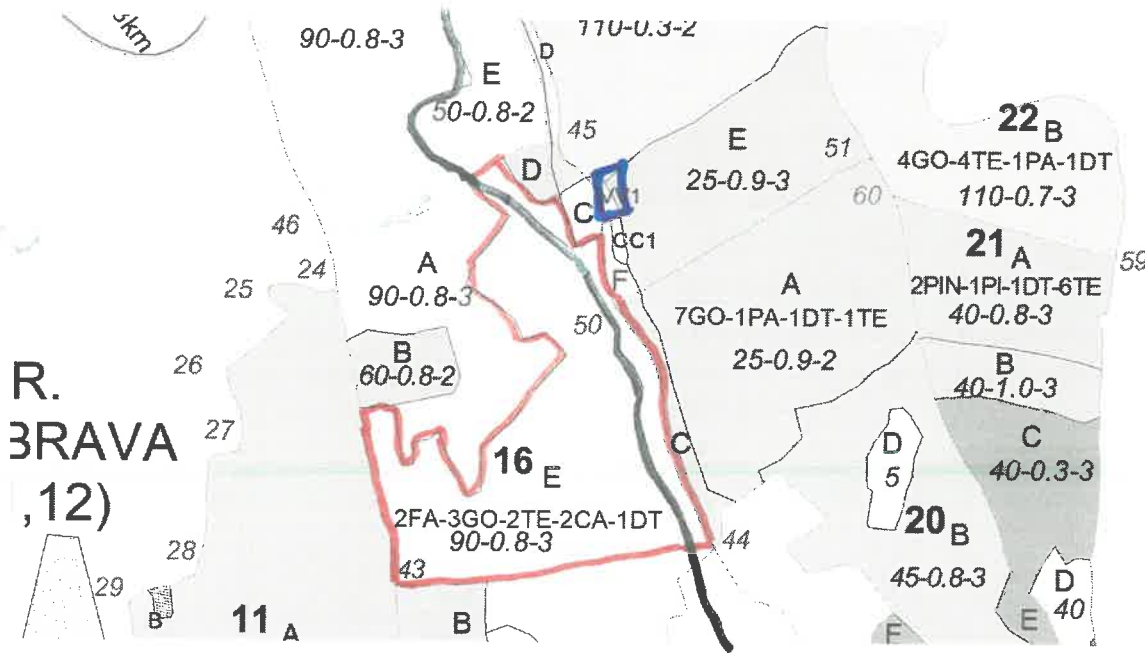 3km
90-0.8-3
D
110-0.3-2
E
50-0.8-2
45
E
25-0.9-3
51
60
22 B
4GO-4TE-1PA-1DT
110-0.7-3
D
C
CC1
F
46
24
25
A
90-0.8-3
50
A
7GO-1PA-1DT-1TE
25-0.9-2
21 A
2PIN-1PI-1DT-6TE
40-0.8-3
59
26
B
60-0.8-2
B
40-1.0-3
R.
BRAVA
,12)
27
16 E
2FA-3GO-2TE-2CA-1DT
90-0.8-3
C
D
5
C
40-0.3-3
28
29
43
44
20 B
45-0.8-3
D
40
B
11 A
B
F
E